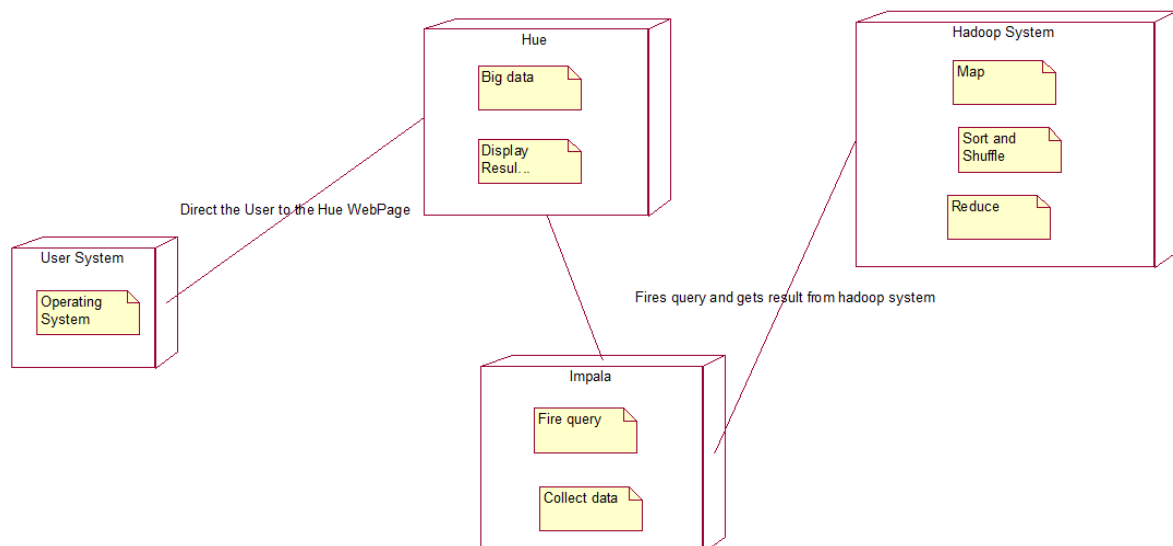 Hue
Big data
Display
Resul...
Hadoop System
Map
Sort and
Shuffle
Reduce
Direct the User to the Hue WebPage
User System
Operating
System
Fires query and gets result from hadoop system
Impala
Fire query
Collect data